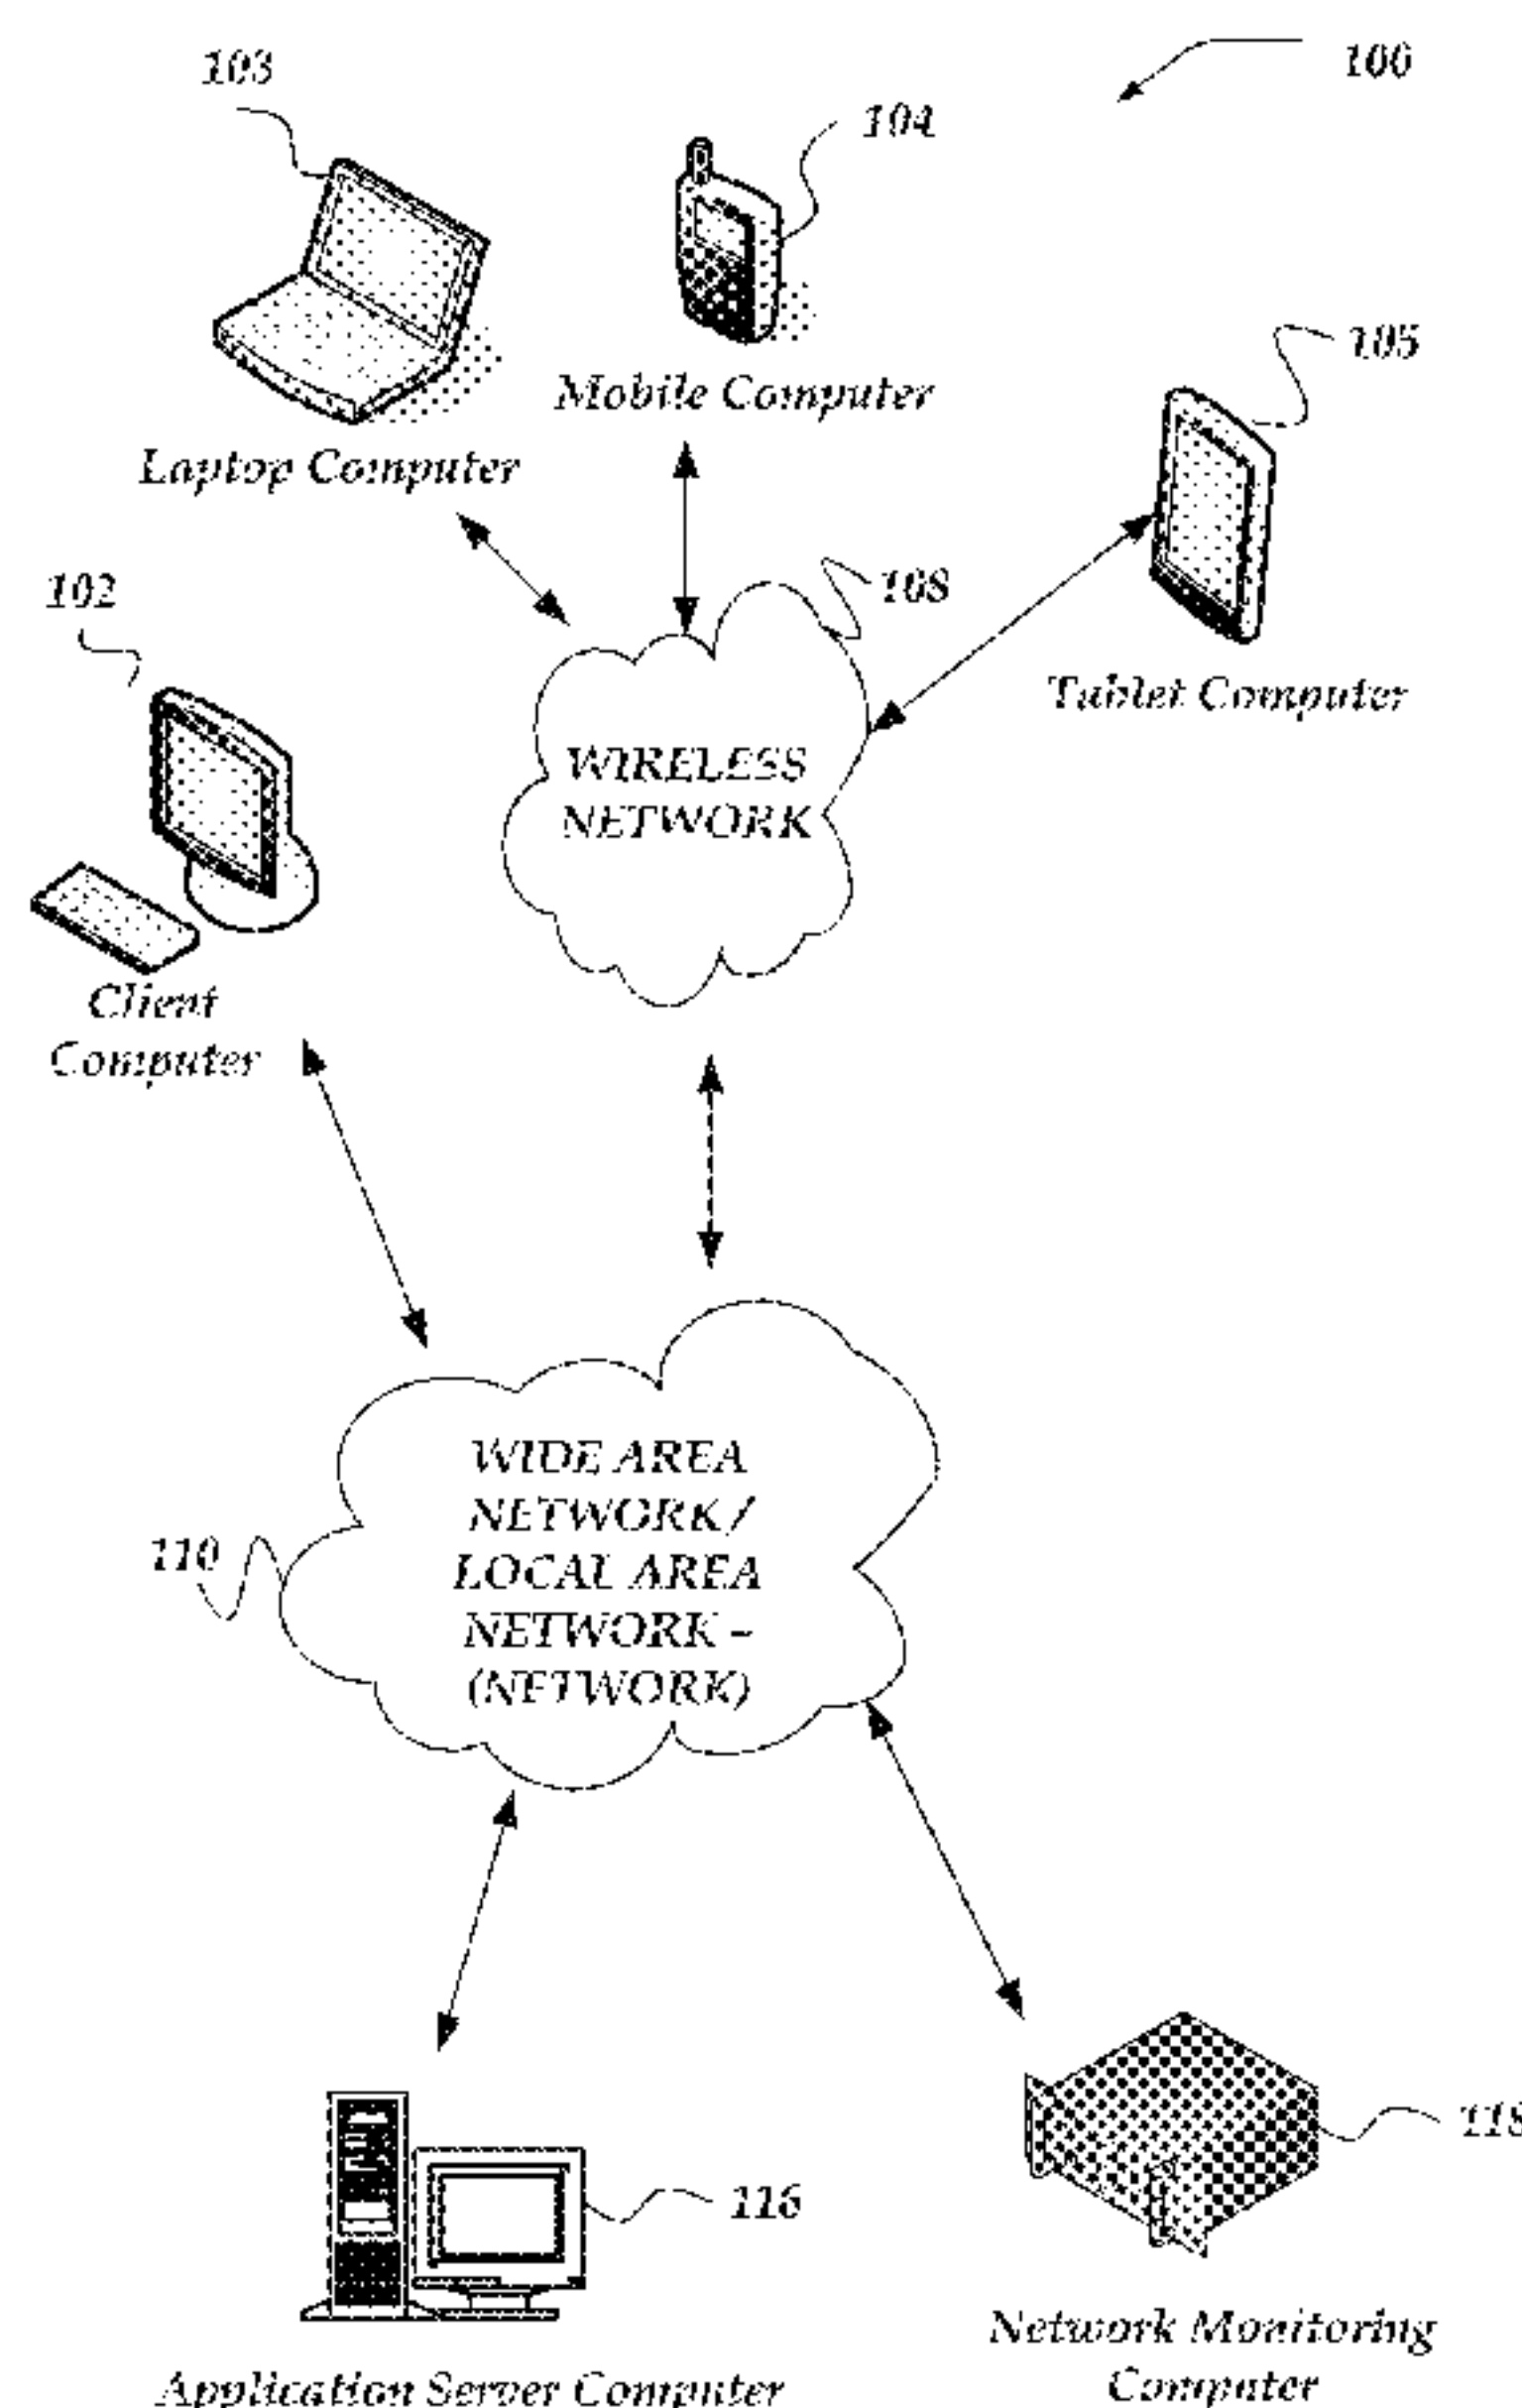 100
103
104
Mobile Computer
105
Laptop Computer
102
108
Tablet Computer
WIRELESS
NETWORK
Client
Computer
WIDE AREA
NETWORK /
LOCAL AREA
NETWORK –
(NETWORK)
110
118
116
Network Monitoring
Computer
Application Server Computer